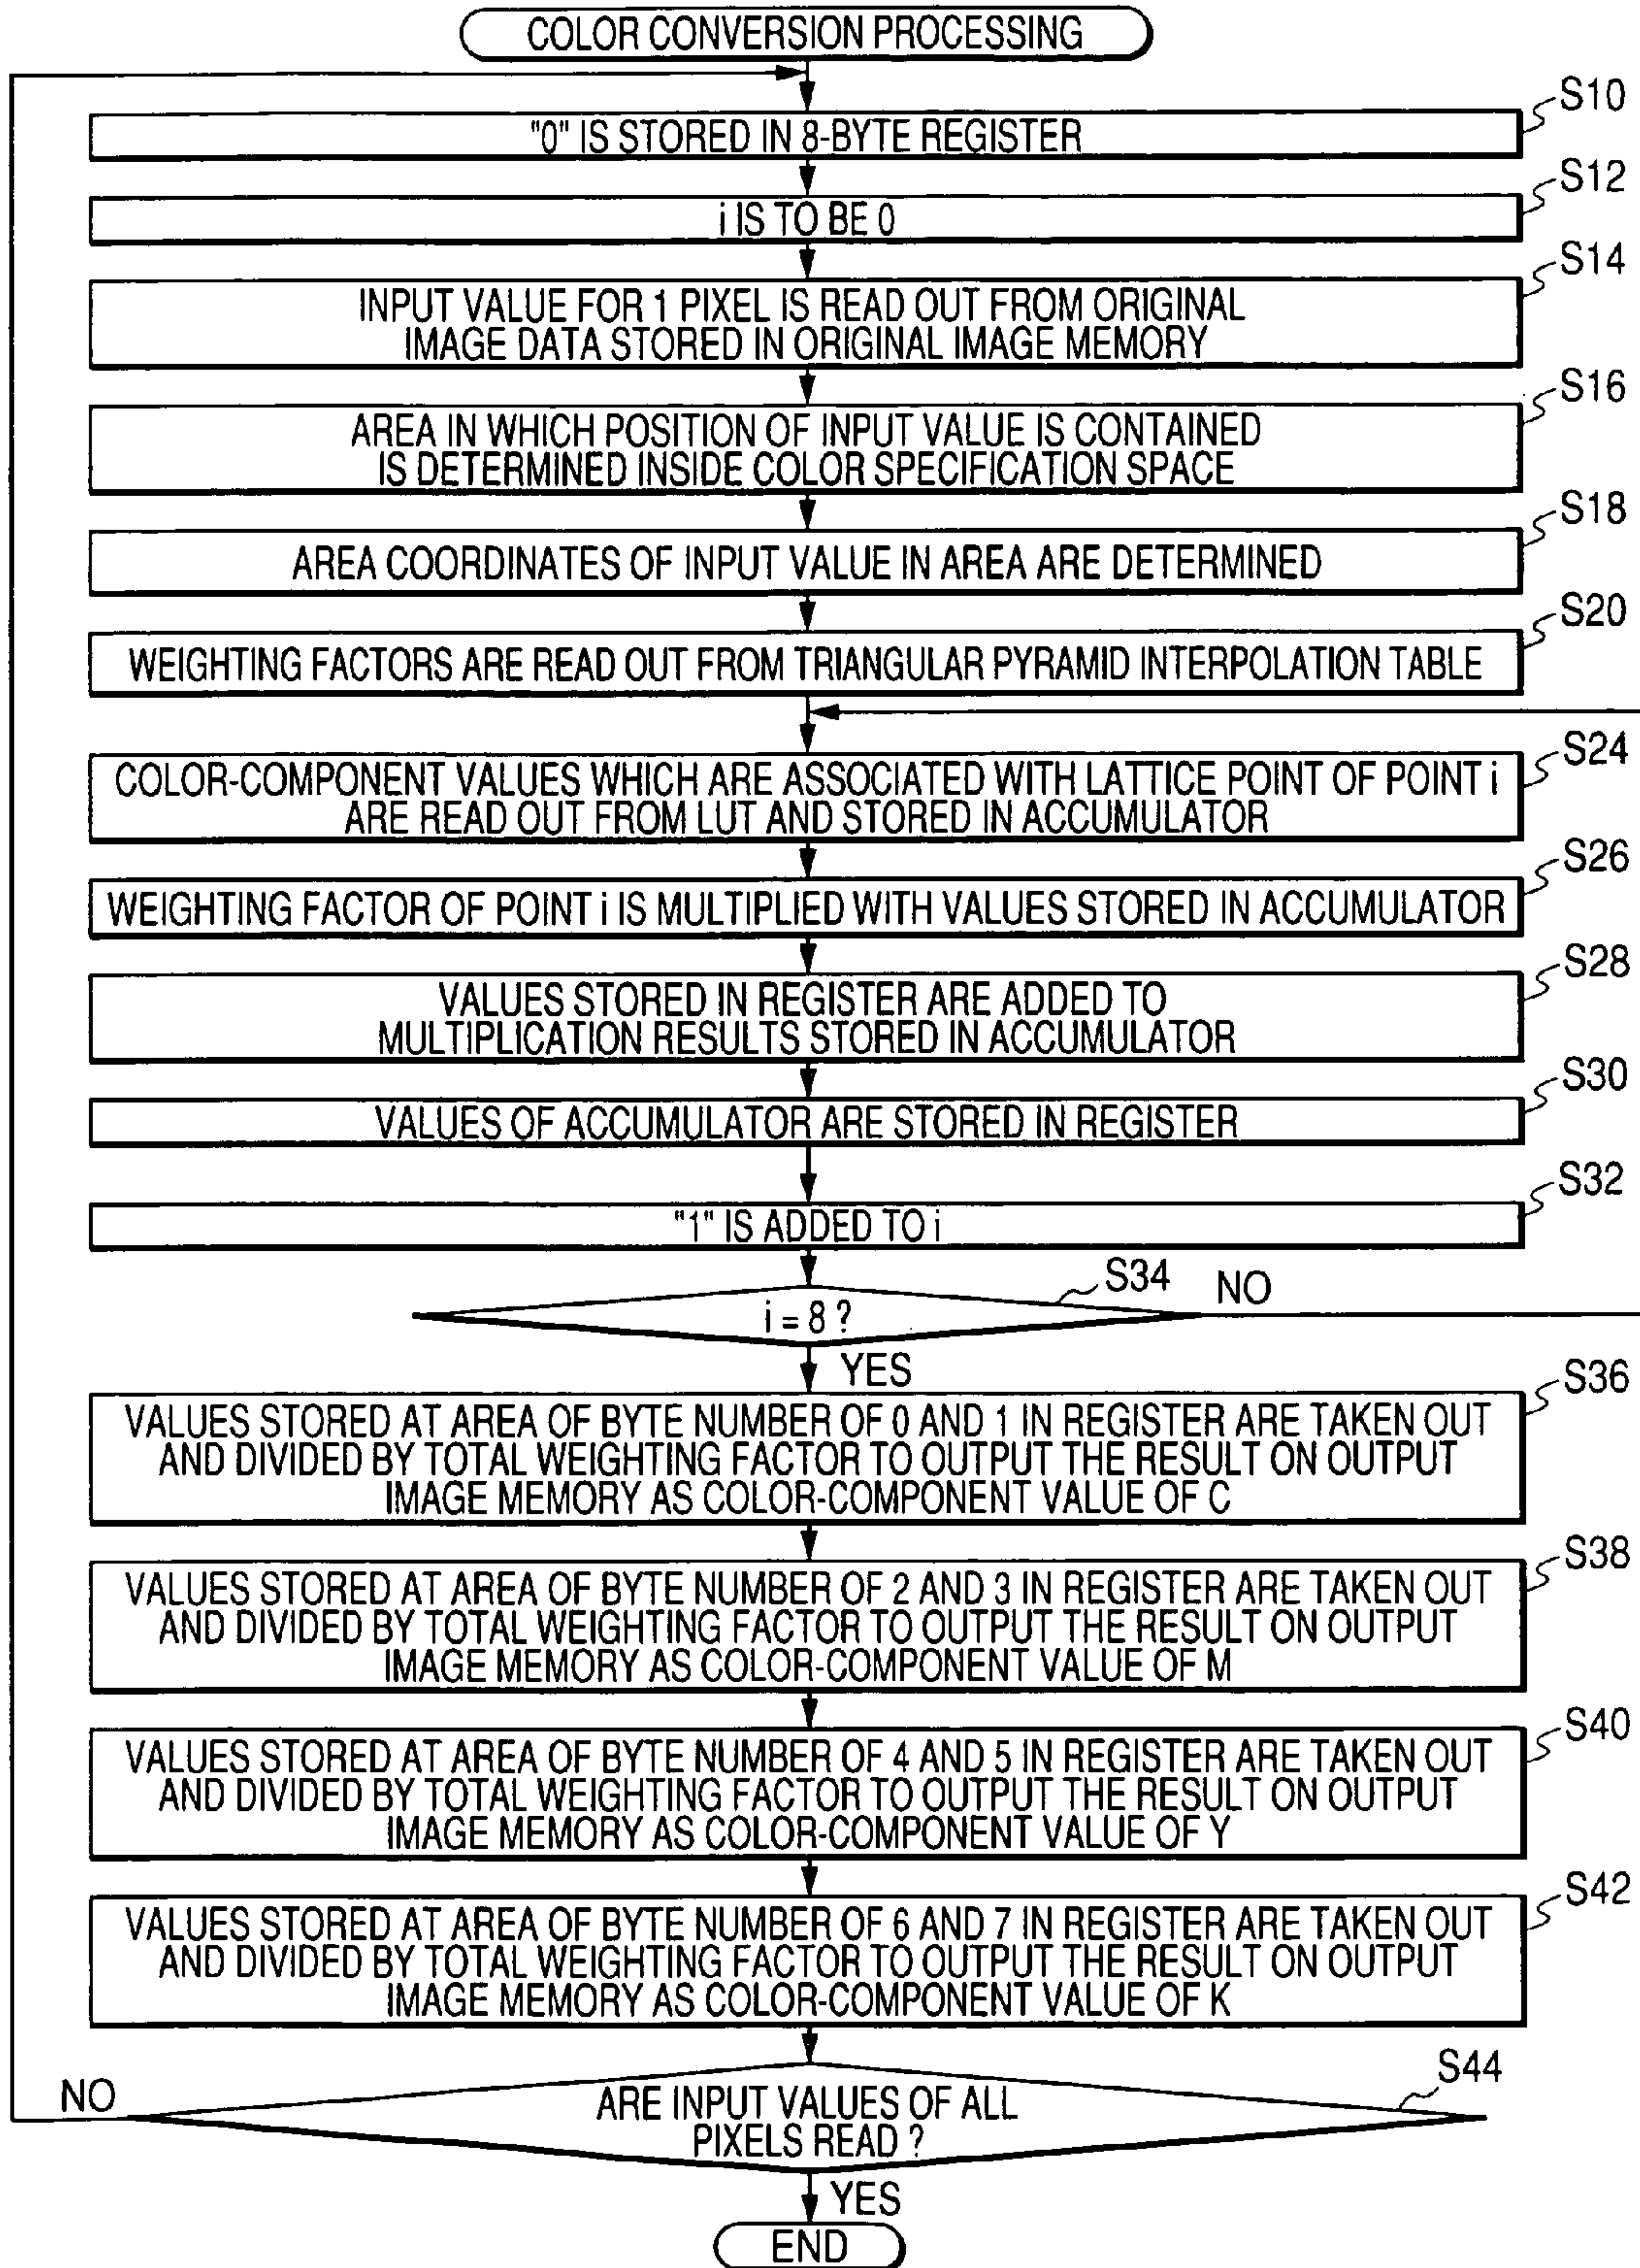 COLOR CONVERSION PROCESSING
S10
"0" IS STORED IN 8-BYTE REGISTER
S12
i IS TO BE 0
S14
INPUT VALUE FOR 1 PIXEL IS READ OUT FROM ORIGINAL
IMAGE DATA STORED IN ORIGINAL IMAGE MEMORY
S16
AREA IN WHICH POSITION OF INPUT VALUE IS CONTAINED
IS DETERMINED INSIDE COLOR SPECIFICATION SPACE
S18
AREA COORDINATES OF INPUT VALUE IN AREA ARE DETERMINED
S20
WEIGHTING FACTORS ARE READ OUT FROM TRIANGULAR PYRAMID INTERPOLATION TABLE
S24
COLOR-COMPONENT VALUES WHICH ARE ASSOCIATED WITH LATTICE POINT OF POINT i
ARE READ OUT FROM LUT AND STORED IN ACCUMULATOR
S26
WEIGHTING FACTOR OF POINT i IS MULTIPLIED WITH VALUES STORED IN ACCUMULATOR
S28
VALUES STORED IN REGISTER ARE ADDED TO
MULTIPLICATION RESULTS STORED IN ACCUMULATOR
S30
VALUES OF ACCUMULATOR ARE STORED IN REGISTER
S32
"1" IS ADDED TO i
S34
NO
i = 8 ?
YES
S36
VALUES STORED AT AREA OF BYTE NUMBER OF 0 AND 1 IN REGISTER ARE TAKEN OUT
AND DIVIDED BY TOTAL WEIGHTING FACTOR TO OUTPUT THE RESULT ON OUTPUT
IMAGE MEMORY AS COLOR-COMPONENT VALUE OF C
S38
VALUES STORED AT AREA OF BYTE NUMBER OF 2 AND 3 IN REGISTER ARE TAKEN OUT
AND DIVIDED BY TOTAL WEIGHTING FACTOR TO OUTPUT THE RESULT ON OUTPUT
IMAGE MEMORY AS COLOR-COMPONENT VALUE OF M
S40
VALUES STORED AT AREA OF BYTE NUMBER OF 4 AND 5 IN REGISTER ARE TAKEN OUT
AND DIVIDED BY TOTAL WEIGHTING FACTOR TO OUTPUT THE RESULT ON OUTPUT
IMAGE MEMORY AS COLOR-COMPONENT VALUE OF Y
S42
VALUES STORED AT AREA OF BYTE NUMBER OF 6 AND 7 IN REGISTER ARE TAKEN OUT
AND DIVIDED BY TOTAL WEIGHTING FACTOR TO OUTPUT THE RESULT ON OUTPUT
IMAGE MEMORY AS COLOR-COMPONENT VALUE OF K
S44
NO
ARE INPUT VALUES OF ALL
PIXELS READ ?
YES
END